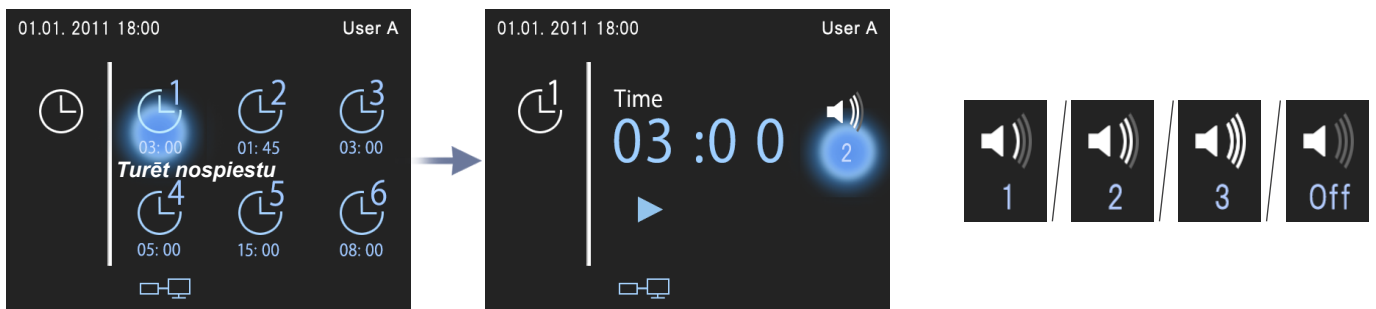 01.01. 2011 18:00 User A
1 2 3
03: 00 01: 45 03: 00
Turēt nospiestu
4 5 6
05: 00 15: 00 08: 00
01.01. 2011 18:00 User A
1
Time
03 :0 0
2
1 2 3 Off